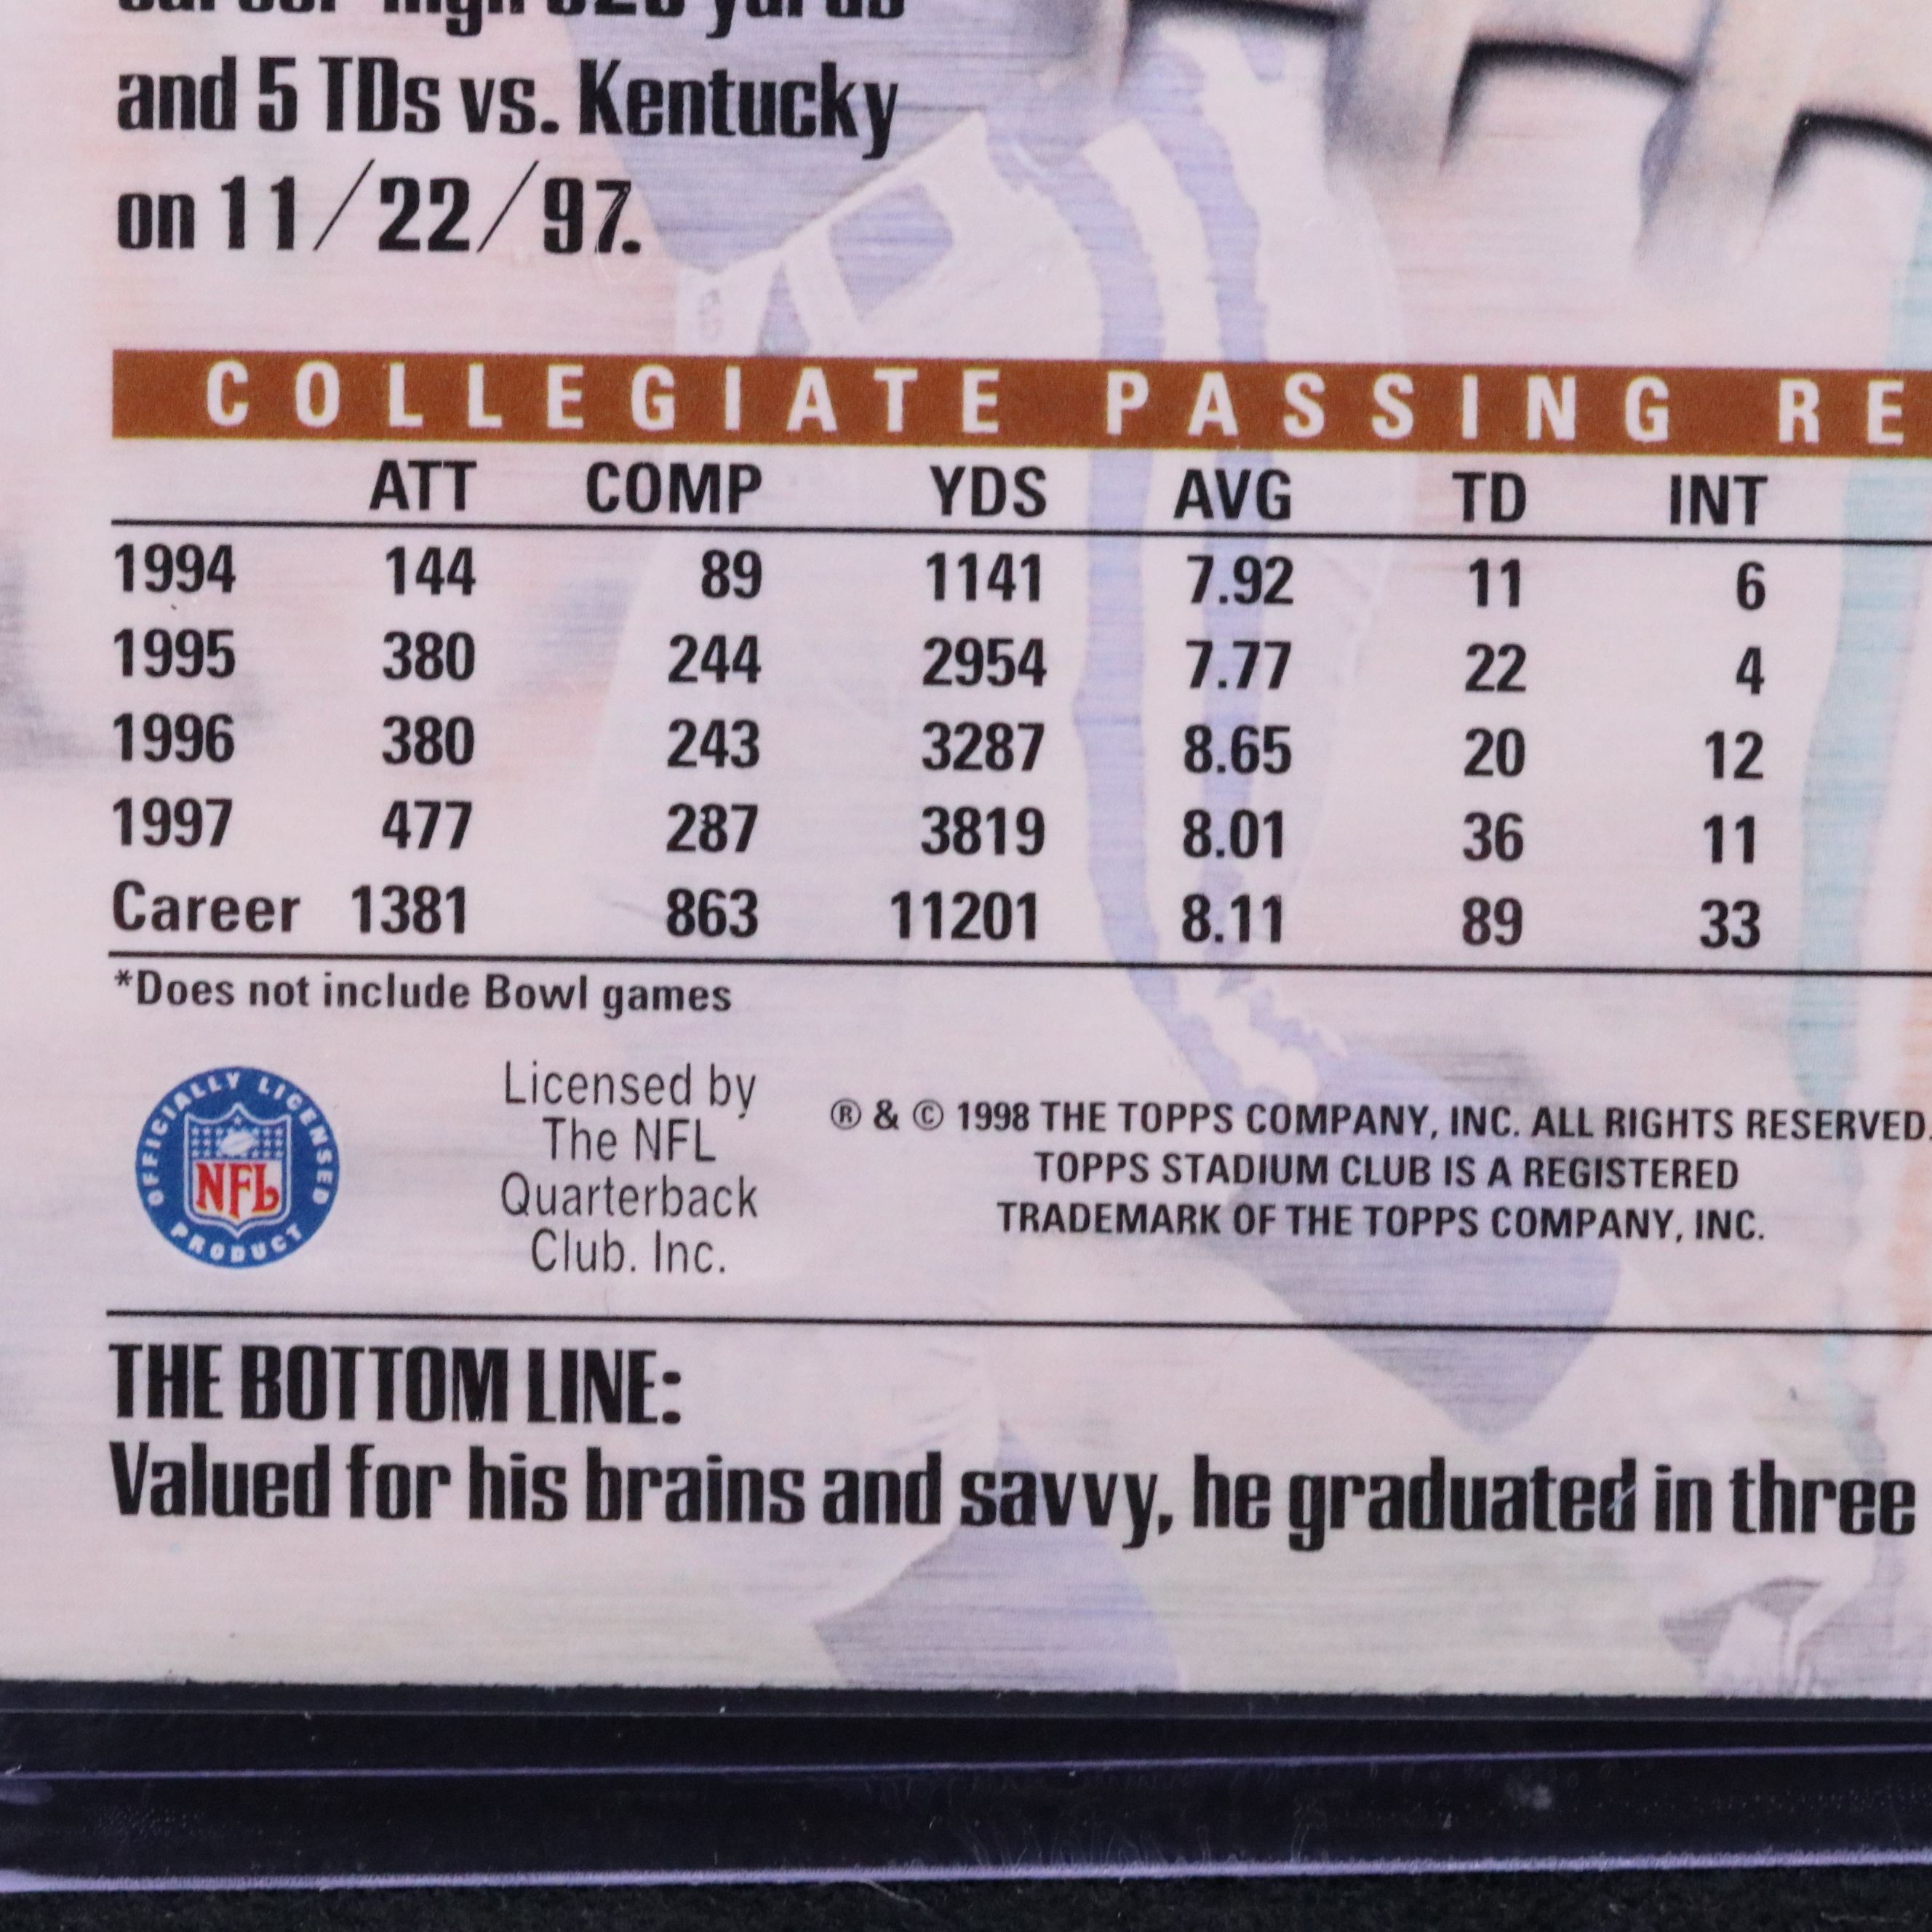 career-high 523 yards
and 5 TDs vs. Kentucky
on 11/22/97.
COLLEGIATE PASSING RE
ATT COMP YDS AVG TD INT
1994 144 89 1141 7.92 11 6
1995 380 244 2954 7.77 22 4
1996 380 243 3287 8.65 20 12
1997 477 287 3819 8.01 36 11
Career 1381 863 11201 8.11 89 33
*Does not include Bowl games
OFFICIALLY LICENSED
NFL
PRODUCT
Licensed by
The NFL
Quarterback
Club. Inc.
® & © 1998 THE TOPPS COMPANY, INC. ALL RIGHTS RESERVED.
TOPPS STADIUM CLUB IS A REGISTERED
TRADEMARK OF THE TOPPS COMPANY, INC.
THE BOTTOM LINE:
Valued for his brains and savvy, he graduated in three